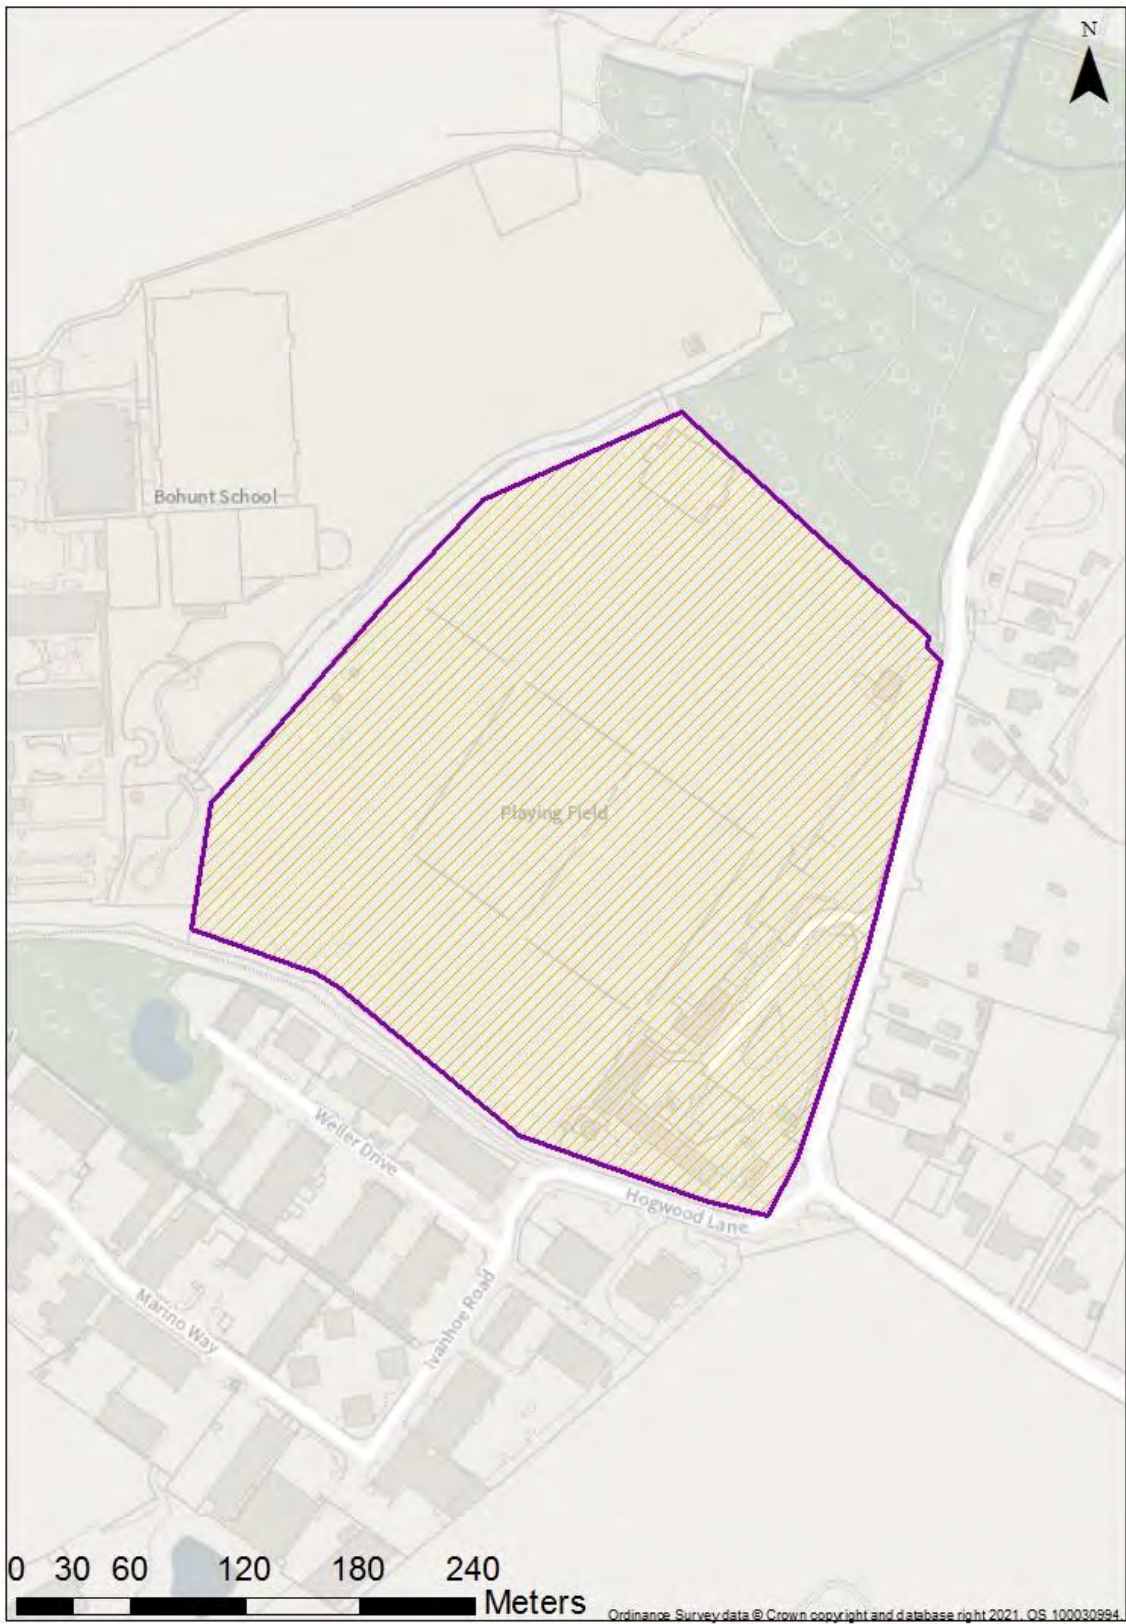 N
Bohunt School
Playing Field
Weller Drive
Hogwood Lane
Ivanhoe Road
Marino Way
0 30 60 120 180 240
Meters
Ordinance Survey data © Crown copyright and database right 2021. OS 100030994.